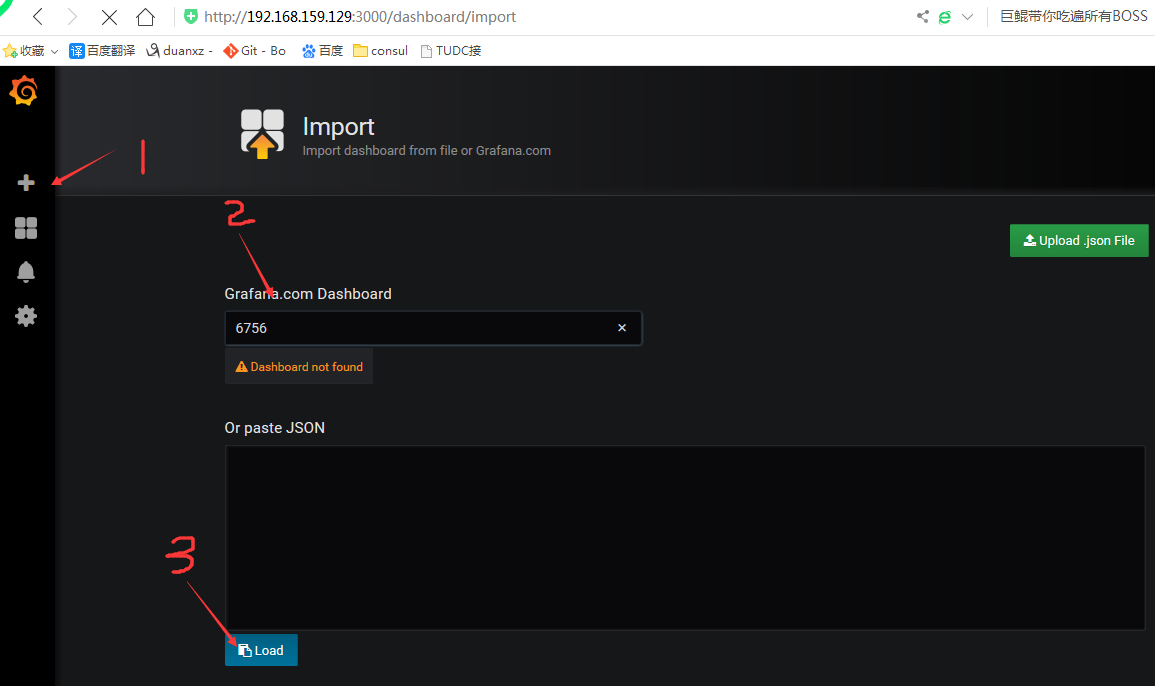 http://192.168.159.129:3000/dashboard/import
巨鲲带你吃遍所有BOSS
收藏
译 百度翻译
duanxz -
Git - Bo
百度
consul
TUDC接
Import
Import dashboard from file or Grafana.com
1
2
Upload .json File
Grafana.com Dashboard
6756
Dashboard not found
Or paste JSON
3
Load